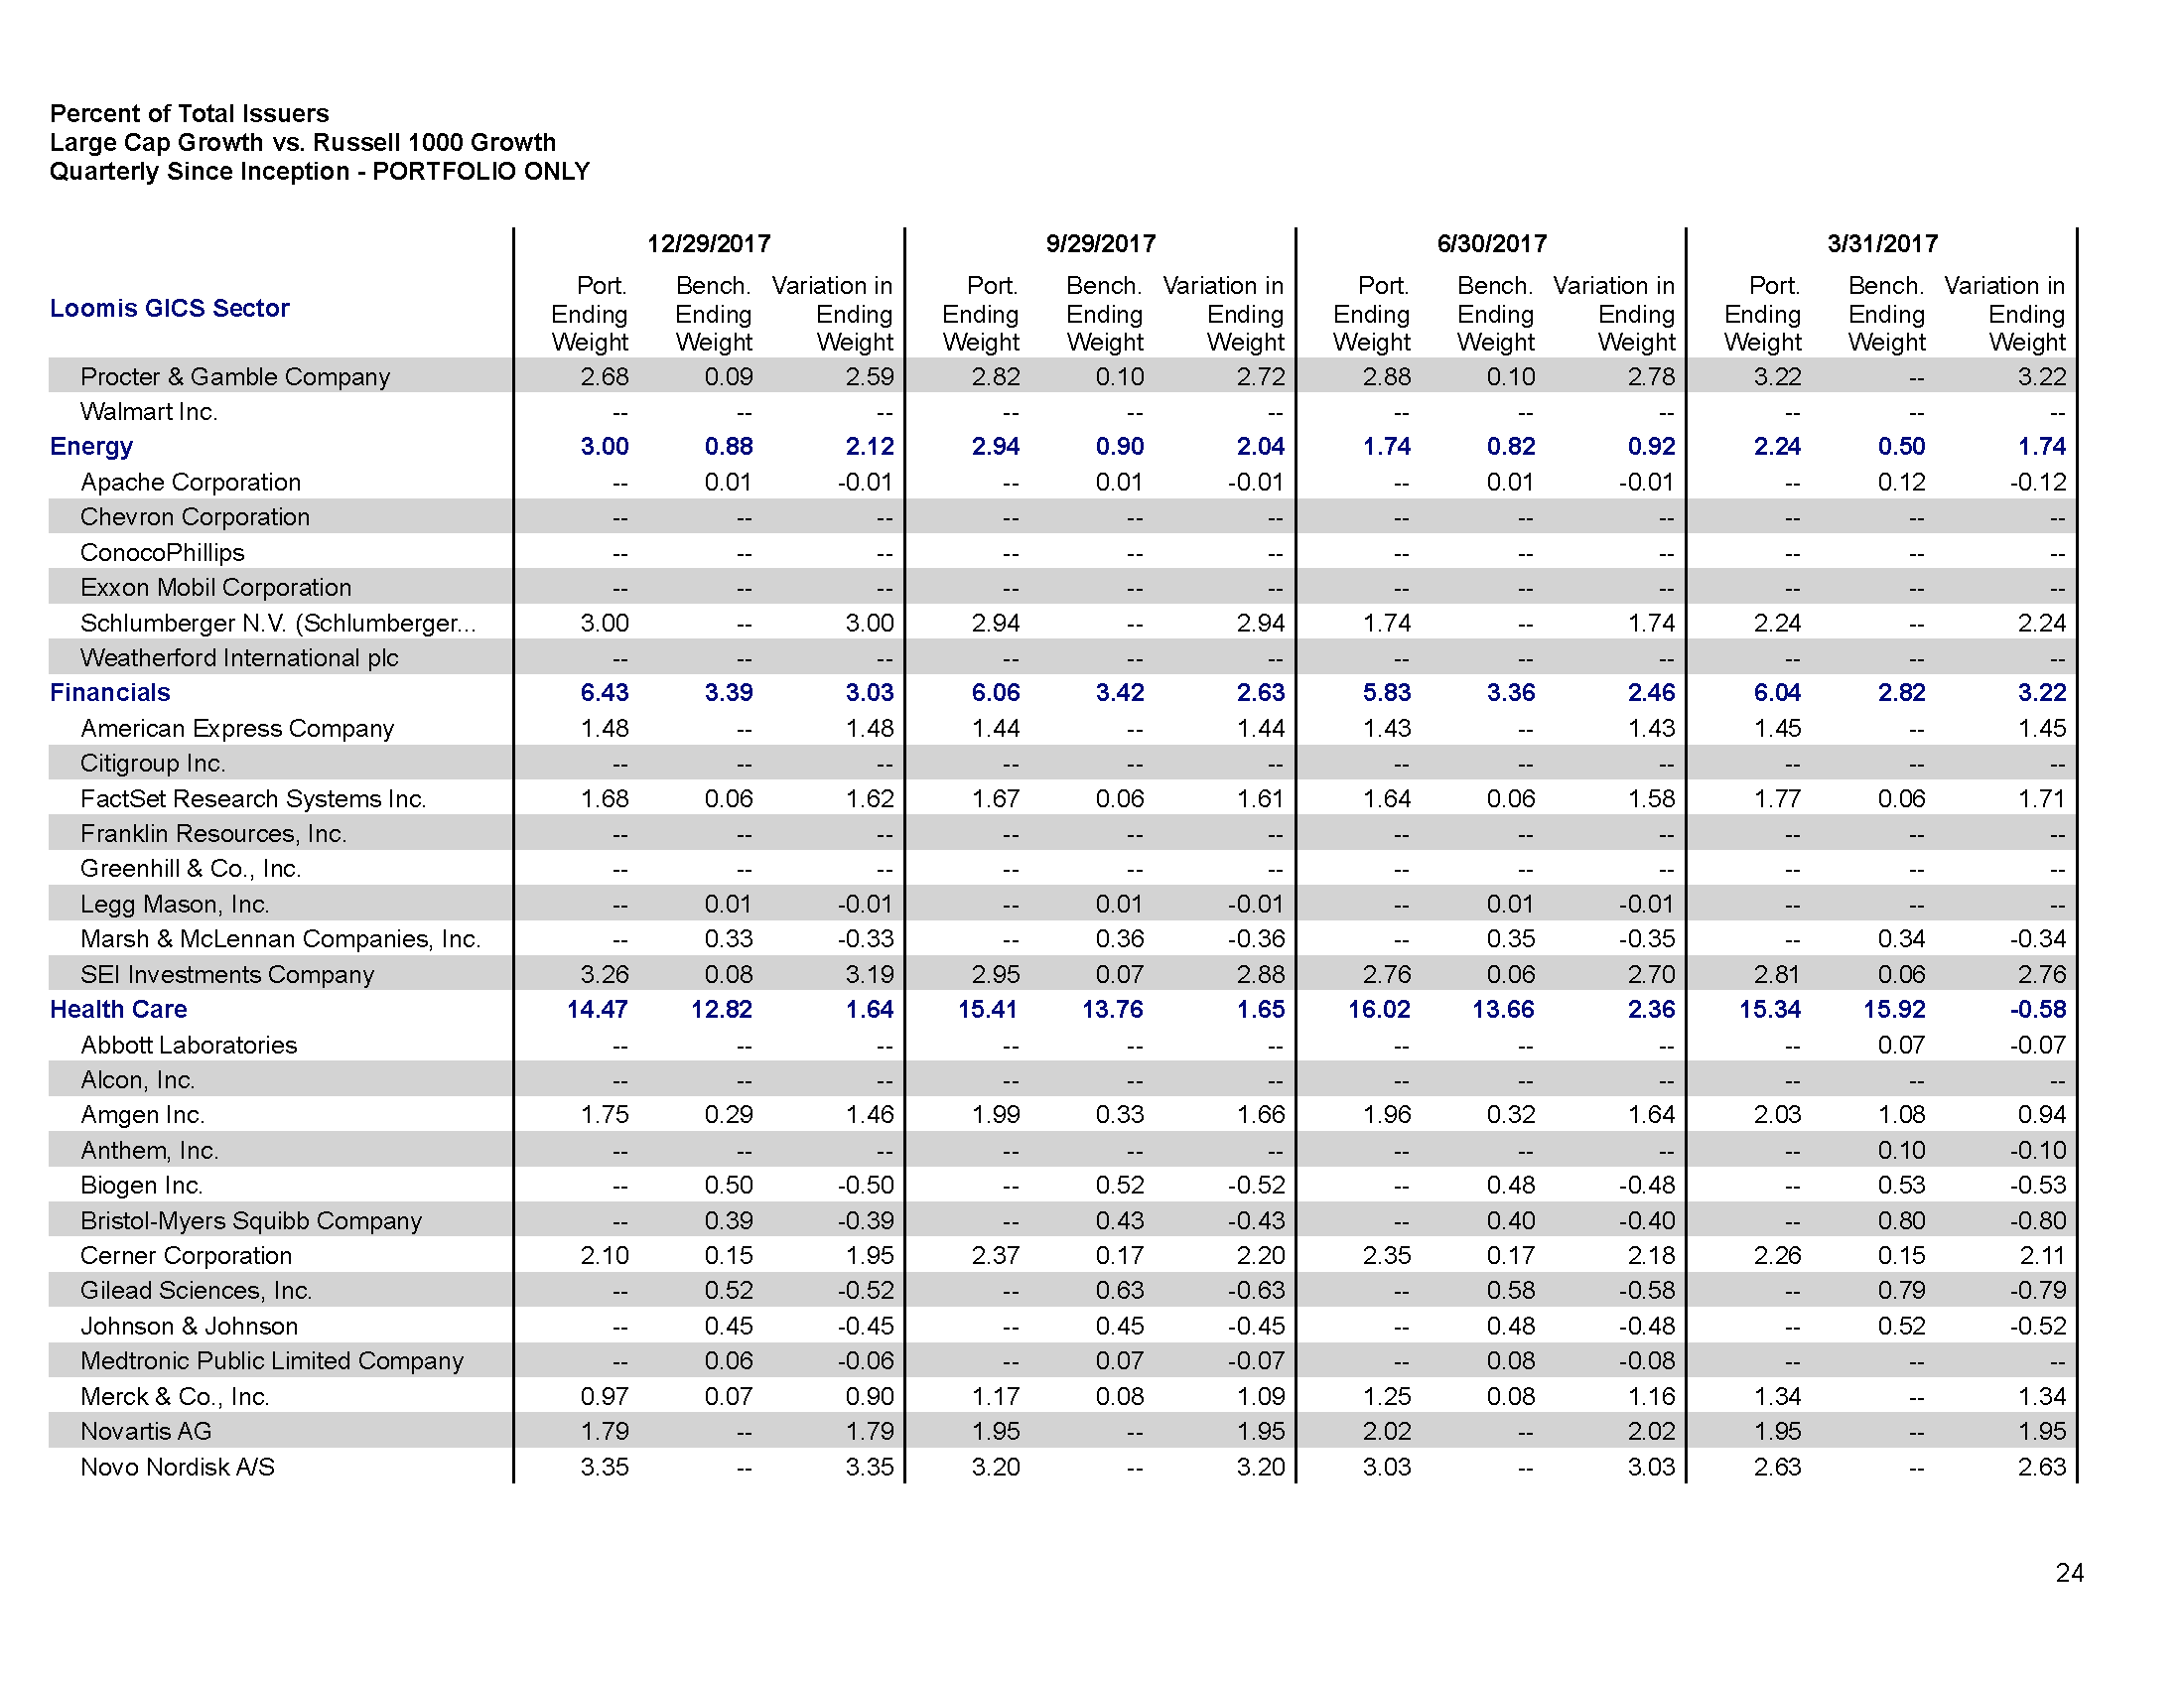 Percent of Total Issuers
Large Cap Growth vs. Russell 1000 Growth
Quarterly Since Inception - PORTFOLIO ONLY
12/29/2017 9/29/2017 6/30/2017 3/31/2017
Loomis GICS Sector
Port. Bench. Variation in Port. Bench. Variation in Port. Bench. Variation in Port. Bench. Variation in
Ending Ending Ending Ending Ending Ending Ending Ending Ending Ending Ending Ending
Weight Weight Weight Weight Weight Weight Weight Weight Weight Weight Weight Weight
Procter & Gamble Company 2.68 0.09 2.59 2.82 0.10 2.72 2.88 0.10 2.78 3.22 -- 3.22
Walmart Inc. -- -- -- -- -- -- -- -- -- -- -- --
Energy 3.00 0.88 2.12 2.94 0.90 2.04 1.74 0.82 0.92 2.24 0.50 1.74
Apache Corporation -- 0.01 -0.01 -- 0.01 -0.01 -- 0.01 -0.01 -- 0.12 -0.12
Chevron Corporation -- -- -- -- -- -- -- -- -- -- -- --
ConocoPhillips -- -- -- -- -- -- -- -- -- -- -- --
Exxon Mobil Corporation -- -- -- -- -- -- -- -- -- -- -- --
Schlumberger N.V. (Schlumberger... 3.00 -- 3.00 2.94 -- 2.94 1.74 -- 1.74 2.24 -- 2.24
Weatherford International plc -- -- -- -- -- -- -- -- -- -- -- --
Financials 6.43 3.39 3.03 6.06 3.42 2.63 5.83 3.36 2.46 6.04 2.82 3.22
American Express Company 1.48 -- 1.48 1.44 -- 1.44 1.43 -- 1.43 1.45 -- 1.45
Citigroup Inc. -- -- -- -- -- -- -- -- -- -- -- --
FactSet Research Systems Inc. 1.68 0.06 1.62 1.67 0.06 1.61 1.64 0.06 1.58 1.77 0.06 1.71
Franklin Resources, Inc. -- -- -- -- -- -- -- -- -- -- -- --
Greenhill & Co., Inc. -- -- -- -- -- -- -- -- -- -- -- --
Legg Mason, Inc. -- 0.01 -0.01 -- 0.01 -0.01 -- 0.01 -0.01 -- -- --
Marsh & McLennan Companies, Inc. -- 0.33 -0.33 -- 0.36 -0.36 -- 0.35 -0.35 -- 0.34 -0.34
SEI Investments Company 3.26 0.08 3.19 2.95 0.07 2.88 2.76 0.06 2.70 2.81 0.06 2.76
Health Care 14.47 12.82 1.64 15.41 13.76 1.65 16.02 13.66 2.36 15.34 15.92 -0.58
Abbott Laboratories -- -- -- -- -- -- -- -- -- -- 0.07 -0.07
Alcon, Inc. -- -- -- -- -- -- -- -- -- -- -- --
Amgen Inc. 1.75 0.29 1.46 1.99 0.33 1.66 1.96 0.32 1.64 2.03 1.08 0.94
Anthem, Inc. -- -- -- -- -- -- -- -- -- -- 0.10 -0.10
Biogen Inc. -- 0.50 -0.50 -- 0.52 -0.52 -- 0.48 -0.48 -- 0.53 -0.53
Bristol-Myers Squibb Company -- 0.39 -0.39 -- 0.43 -0.43 -- 0.40 -0.40 -- 0.80 -0.80
Cerner Corporation 2.10 0.15 1.95 2.37 0.17 2.20 2.35 0.17 2.18 2.26 0.15 2.11
Gilead Sciences, Inc. -- 0.52 -0.52 -- 0.63 -0.63 -- 0.58 -0.58 -- 0.79 -0.79
Johnson & Johnson -- 0.45 -0.45 -- 0.45 -0.45 -- 0.48 -0.48 -- 0.52 -0.52
Medtronic Public Limited Company -- 0.06 -0.06 -- 0.07 -0.07 -- 0.08 -0.08 -- -- --
Merck & Co., Inc. 0.97 0.07 0.90 1.17 0.08 1.09 1.25 0.08 1.16 1.34 -- 1.34
Novartis AG 1.79 -- 1.79 1.95 -- 1.95 2.02 -- 2.02 1.95 -- 1.95
Novo Nordisk A/S 3.35 -- 3.35 3.20 -- 3.20 3.03 -- 3.03 2.63 -- 2.63
24